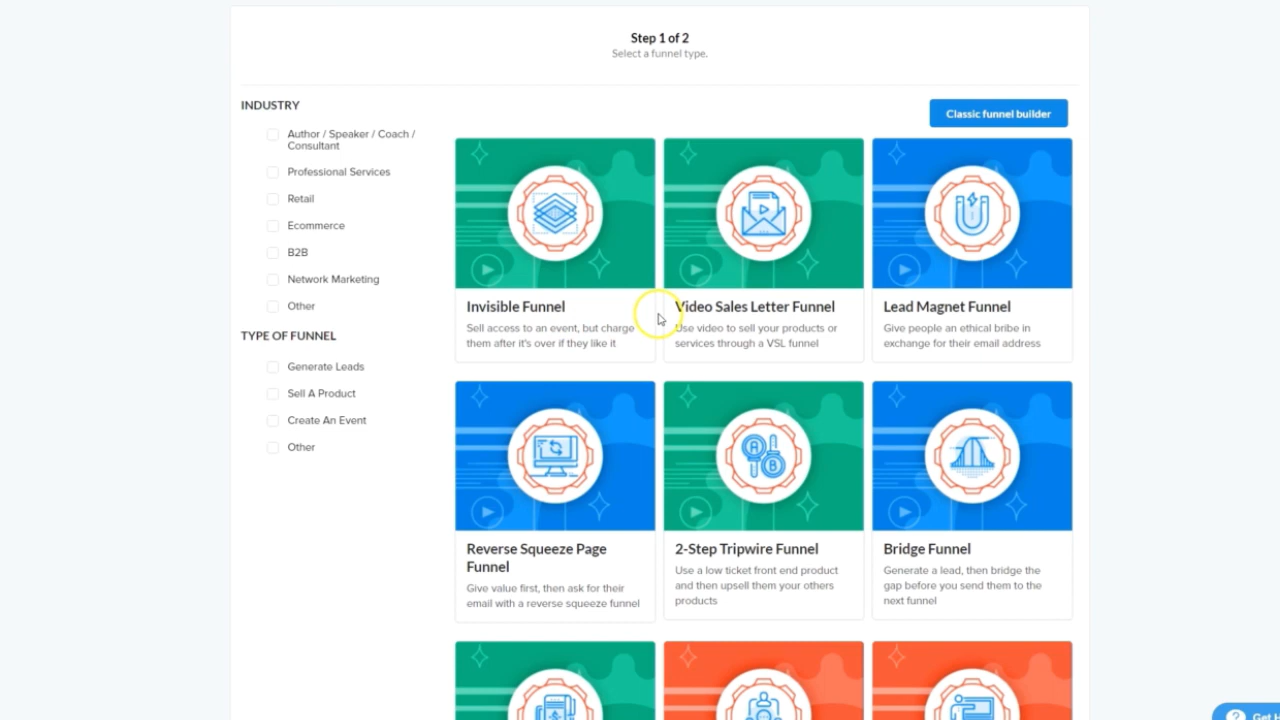 Step 1 of 2
Select a funnel type.
INDUSTRY
Author / Speaker / Coach /
Consultant
Professional Services
Retail
Ecommerce
B2B
Network Marketing
Other
TYPE OF FUNNEL
Generate Leads
Sell A Product
Create An Event
Other
Classic funnel builder
Invisible Funnel
Sell access to an event, but charge
them after it's over if they like it
Video Sales Letter Funnel
Use video to sell your products or
services through a VSL funnel
Lead Magnet Funnel
Give people an ethical bribe in
exchange for their email address
Reverse Squeeze Page
Funnel
Give value first, then ask for their
email with a reverse squeeze funnel
2-Step Tripwire Funnel
Use a low ticket front end product
and then upsell them your others
products
Bridge Funnel
Generate a lead, then bridge the
gap before you send them to the
next funnel